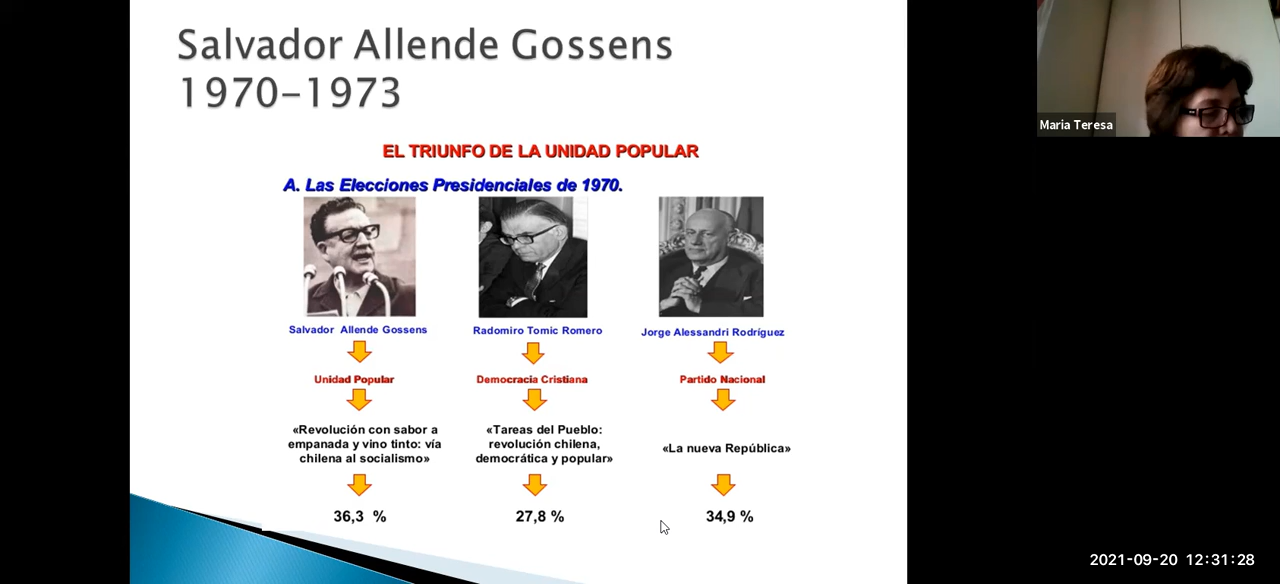 Salvador Allende Gossens
1970-1973
EL TRIUNFO DE LA UNIDAD POPULAR
A. Las Elecciones Presidenciales de 1970.
Salvador Allende Gossens
Radomiro Tomic Romero
Jorge Alessandri Rodríguez
Unidad Popular
Democracia Cristiana
Partido Nacional
«Revolución con sabor a
empanada y vino tinto: vía
chilena al socialismo»
«Tareas del Pueblo:
revolución chilena,
democrática y popular»
«La nueva República»
36,3 %
27,8 %
34,9 %
Maria Teresa
2021-09-20 12:31:28